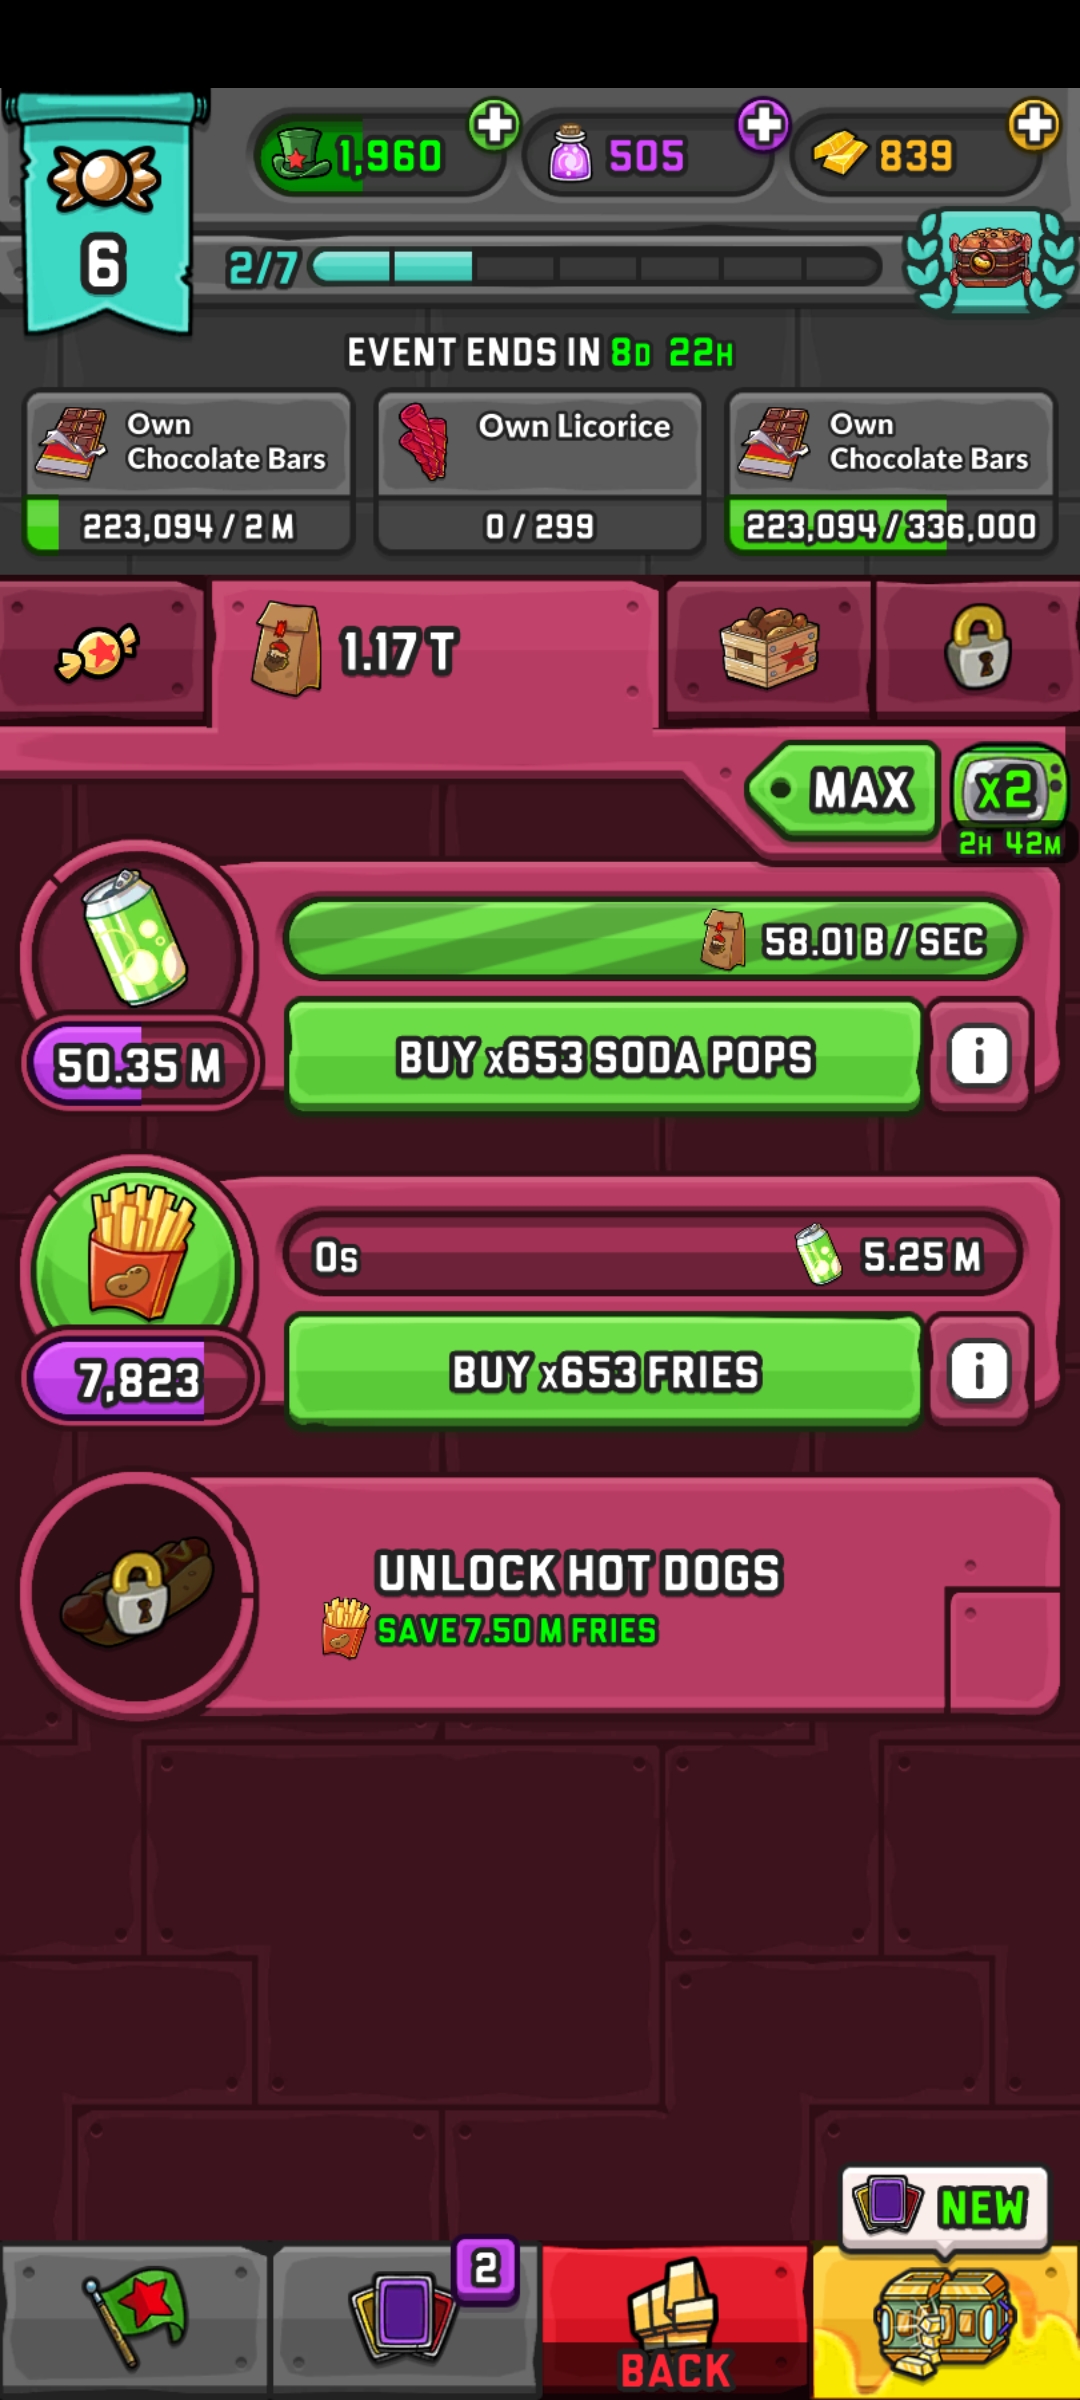 1,960
505
839
6
2/7
EVENT ENDS IN 8D 22H
Own
Chocolate Bars
223,094 / 2 M
Own Licorice
0 / 299
Own
Chocolate Bars
223,094 / 336,000
1.17 T
MAX
x2
2H 42M
58.01 B / SEC
50.35 M
BUY x653 SODA POPS
i
0s
5.25 M
7,823
BUY x653 FRIES
i
UNLOCK HOT DOGS
SAVE 7.50 M FRIES
NEW
2
BACK